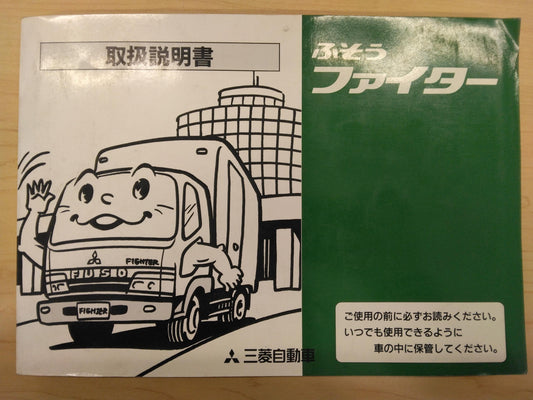 取扱説明書
ふそう
ファイター
FIGHTER
FUSO
FIGHTER
FIGHTER
三菱自動車
ご使用の前に必ずお読みください。
いつでも使用できるように
車の中に保管してください。